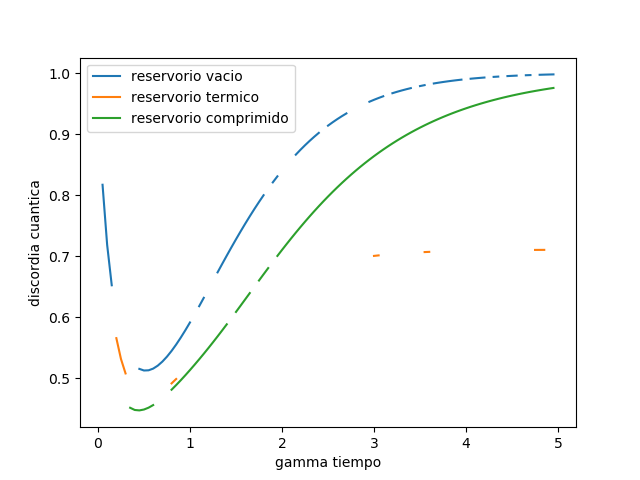 reservorio vacio
reservorio termico
reservorio comprimido
discordia cuantica
1.0
0.9
0.8
0.7
0.6
0.5
0
1
2
3
4
5
gamma tiempo